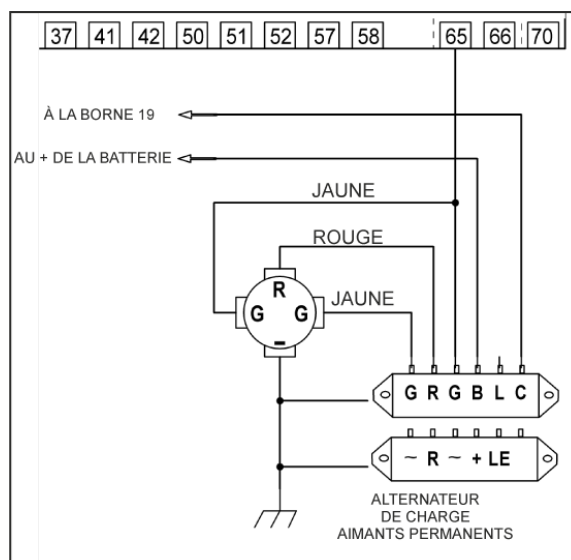 37 41 42 50 51 52 57 58 65 66 70
À LA BORNE 19
AU + DE LA BATTERIE
JAUNE
ROUGE
JAUNE
R
G G
-
G R G B L C
~ R ~ + LE
ALTERNATEUR
DE CHARGE
AIMANTS PERMANENTS